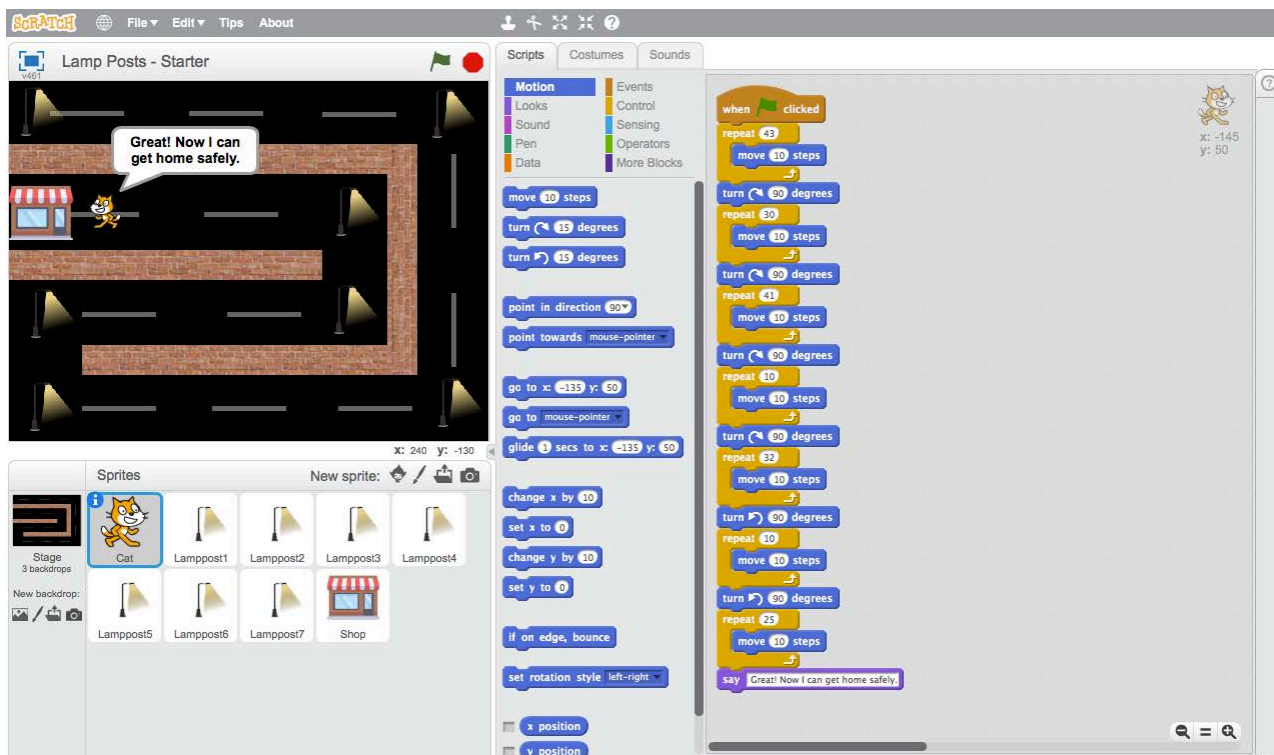 SCRATCH File Edit Tips About
Lamp Posts - Starter
v461
Great! Now I can
get home safely.
X: 240 y: -130
Sprites
New sprite:
Stage
3 backdrops
New backdrop:
Cat
Lamppost1
Lamppost2
Lamppost3
Lamppost4
Lamppost5
Lamppost6
Lamppost7
Shop
Scripts
Costumes
Sounds
Motion
Looks
Sound
Pen
Data
Events
Control
Sensing
Operators
More Blocks
move 10 steps
turn 15 degrees
turn 15 degrees
point in direction 90
point towards mouse-pointer
go to x: -135 y: 50
go to mouse-pointer
glide 1 secs to x: -135 y: 50
change x by 10
set x to 0
change y by 10
set y to 0
if on edge, bounce
set rotation style left-right
x position
y position
when clicked
repeat 43
move 10 steps
turn 90 degrees
repeat 30
move 10 steps
turn 90 degrees
repeat 41
move 10 steps
turn 90 degrees
repeat 10
move 10 steps
turn 90 degrees
repeat 32
move 10 steps
turn 90 degrees
repeat 10
move 10 steps
turn 90 degrees
repeat 25
move 10 steps
say Great! Now I can get home safely.
x: -145
y: 50